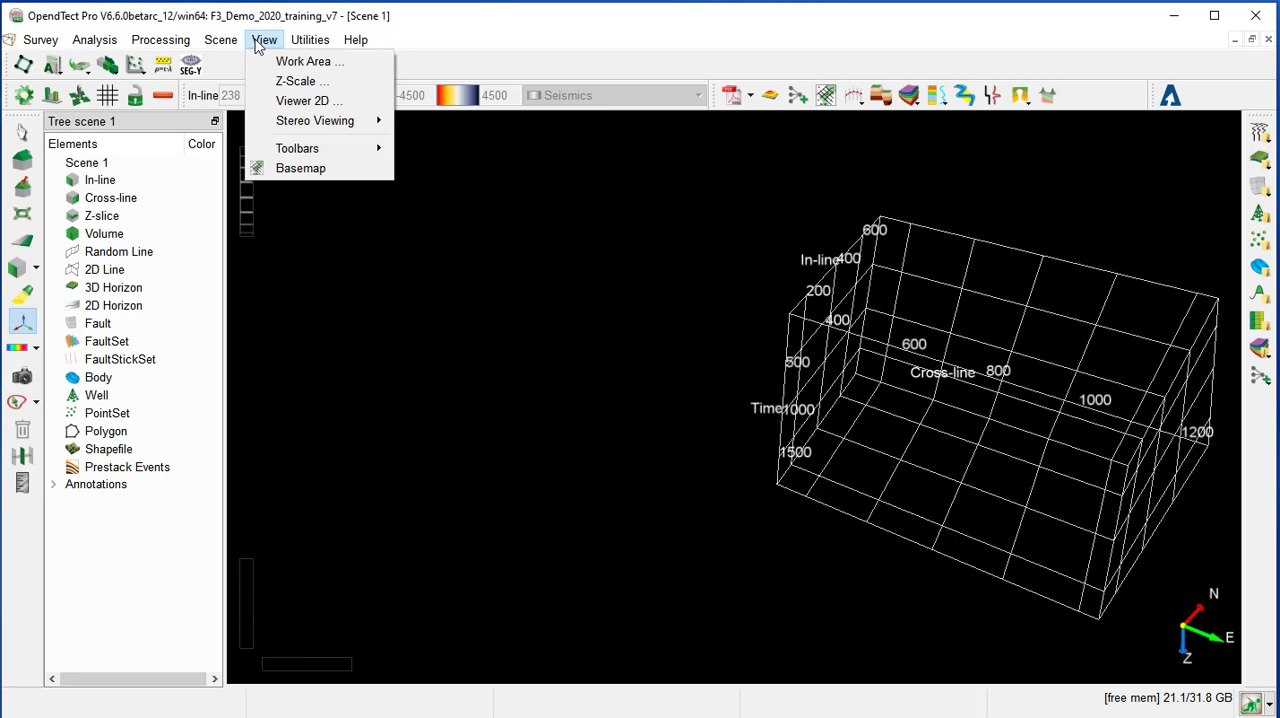 OpendTect Pro V6.6.0betarc_12/win64: F3_Demo_2020_training_v7 - [Scene 1]
Survey Analysis Processing Scene View Utilities Help
SEG-Y
In-line 238 -4500 4500 Seismics
Work Area ...
Z-Scale ...
Viewer 2D ...
Stereo Viewing
Toolbars
Basemap
Tree scene 1
Elements Color
Scene 1
In-line
Cross-line
Z-slice
Volume
Random Line
2D Line
3D Horizon
2D Horizon
Fault
FaultSet
FaultStickSet
Body
Well
PointSet
Polygon
Shapefile
Prestack Events
Annotations
600
In-line 400
200
400
600
500
Cross-line 800
1000
Time 1000
1200
1500
N
E
Z
[free mem] 21.1/31.8 GB